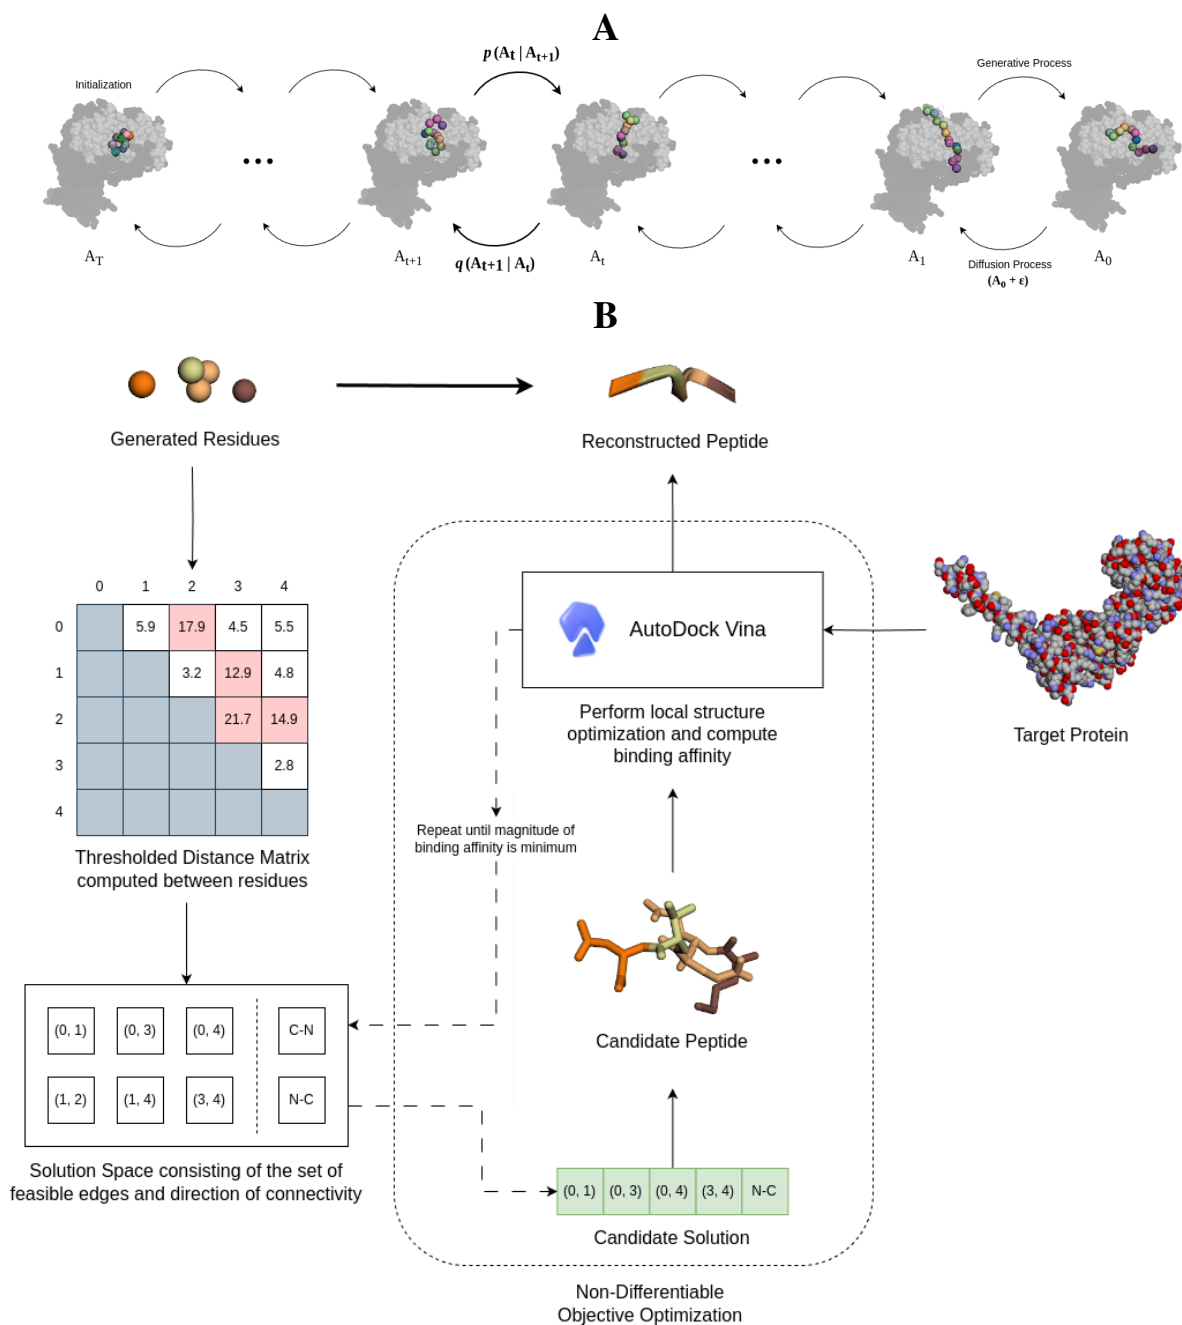 A
p(At | At+1)
Initialization
Generative Process
...
...
AT
At+1
q(At+1 | At)
At
A1
Diffusion Process
(A0 + ε)
A0
B
Generated Residues
Reconstructed Peptide
0 1 2 3 4
0 5.9 17.9 4.5 5.5
1 3.2 12.9 4.8
2 21.7 14.9
3 2.8
4
Thresholded Distance Matrix
computed between residues
AutoDock Vina
Perform local structure
optimization and compute
binding affinity
Target Protein
Repeat until magnitude of
binding affinity is minimum
Candidate Peptide
(0, 1) (0, 3) (0, 4) C-N
(1, 2) (1, 4) (3, 4) N-C
Solution Space consisting of the set of
feasible edges and direction of connectivity
(0, 1) (0, 3) (0, 4) (3, 4) N-C
Candidate Solution
Non-Differentiable
Objective Optimization